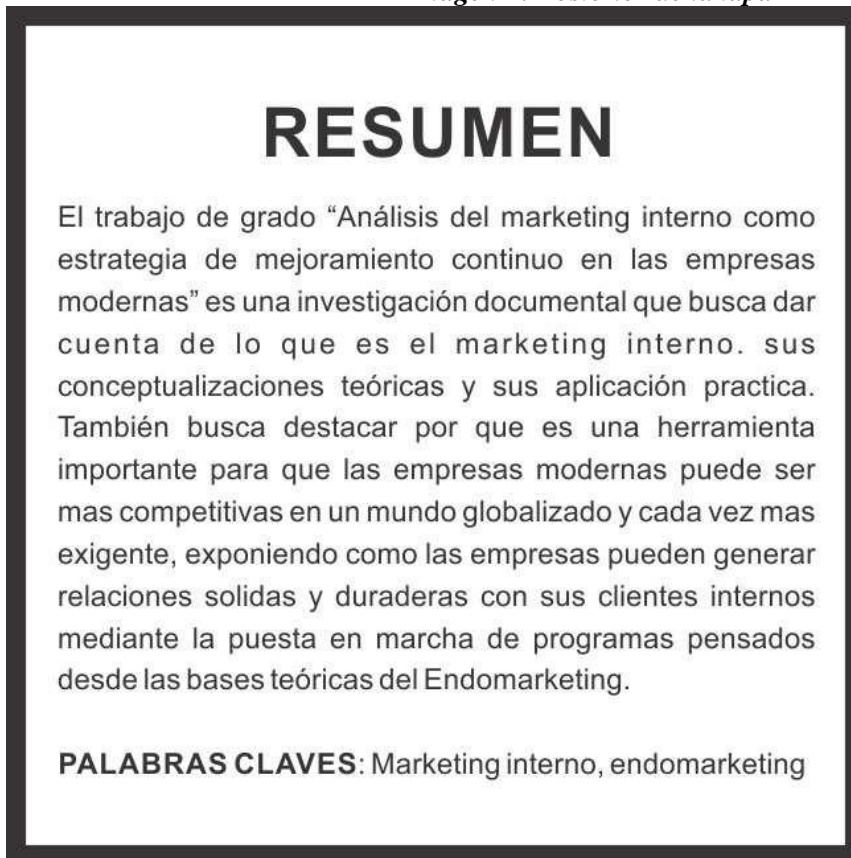 RESUMEN
El trabajo de grado “Análisis del marketing interno como
estrategia de mejoramiento continuo en las empresas
modernas” es una investigación documental que busca dar
cuenta de lo que es el marketing interno. sus
conceptualizaciones teóricas y sus aplicación practica.
También busca destacar por que es una herramienta
importante para que las empresas modernas puede ser
mas competitivas en un mundo globalizado y cada vez mas
exigente, exponiendo como las empresas pueden generar
relaciones solidas y duraderas con sus clientes internos
mediante la puesta en marcha de programas pensados
desde las bases teóricas del Endomarketing.
PALABRAS CLAVES: Marketing interno, endomarketing